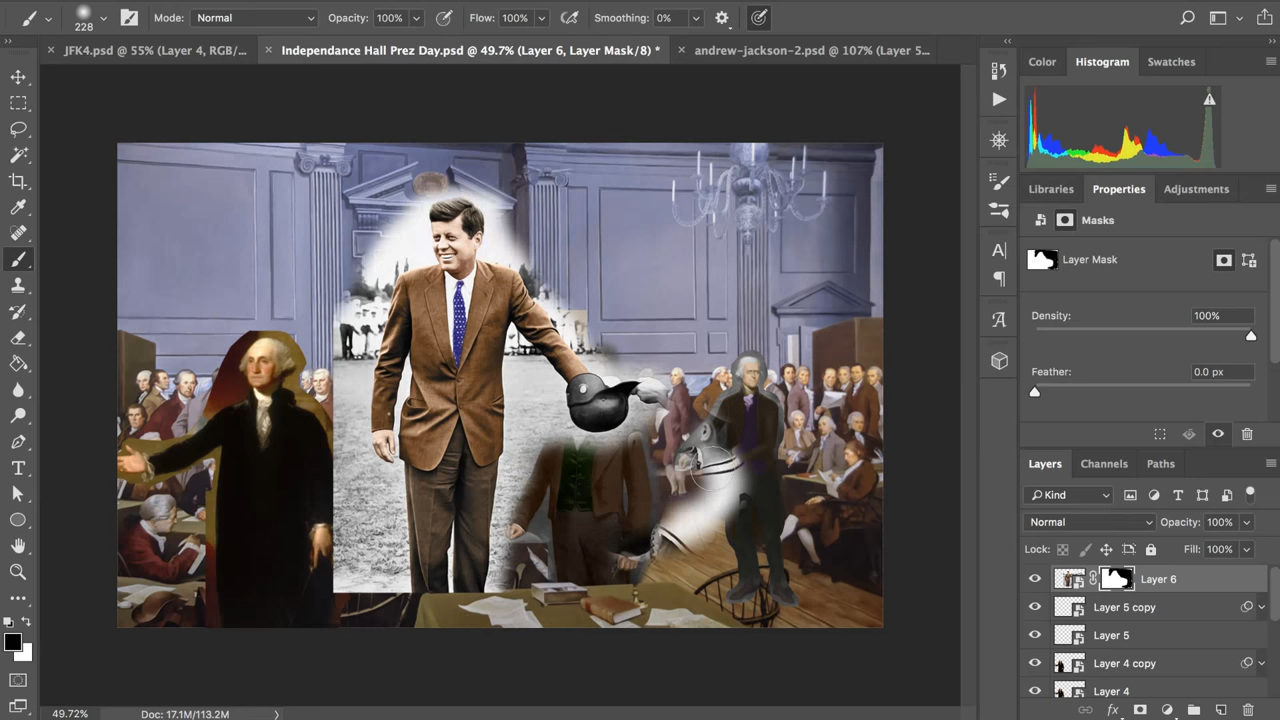 228 Mode: Normal Opacity: 100% Flow: 100% Smoothing: 0%
JFK4.psd @ 55% (Layer 4, RGB/... Independance Hall Prez Day.psd @ 49.7% (Layer 6, Layer Mask/8) * andrew-jackson-2.psd @ 107% (Layer 5...
Color Histogram Swatches
Libraries Properties Adjustments
Masks
Layer Mask
Density: 100%
Feather: 0.0 px
Layers Channels Paths
Kind
Normal Opacity: 100%
Lock: Fill: 100%
Layer 6
Layer 5 copy
Layer 5
Layer 4 copy
Layer 4
fx
49.72% Doc: 17.1M/113.2M